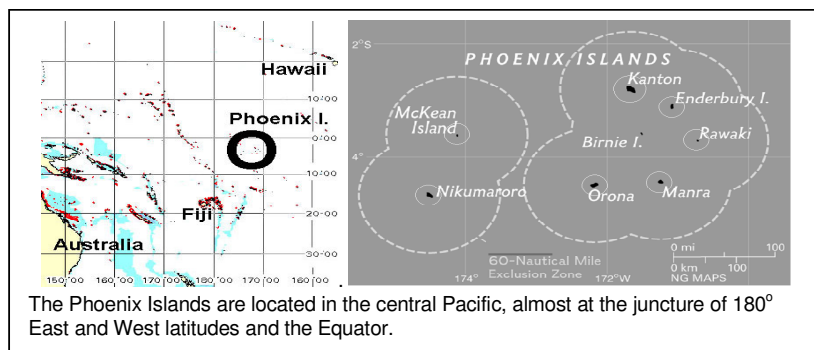 Hawaii
10°00
Phoenix I.
0°00
10°00
Fiji
20°00
Australia
30°00
150°00 160°00 170°00 180°00 170°00 160°00
2°S
PHOENIX ISLANDS
Kanton
McKean
Island
Enderbury I.
Birnie I.
Rawaki
4°
Nikumaroro
Orona
Manra
60-Nautical Mile
Exclusion Zone
0 mi 100
0 km 100
NG MAPS
174° 172°W
The Phoenix Islands are located in the central Pacific, almost at the juncture of 180°
East and West latitudes and the Equator.